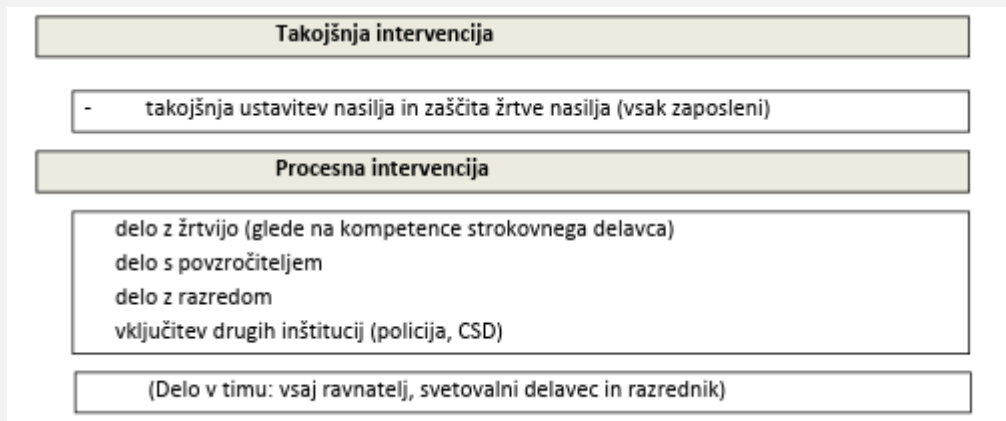 Takojšnja intervencija
- takojšnja ustavitev nasilja in zaščita žrtve nasilja (vsak zaposleni)
Procesna intervencija
delo z žrtvijo (glede na kompetence strokovnega delavca)
delo s povzročiteljem
delo z razredom
vključitev drugih inštitucij (policija, CSD)
(Delo v timu: vsaj ravnatelj, svetovalni delavec in razrednik)